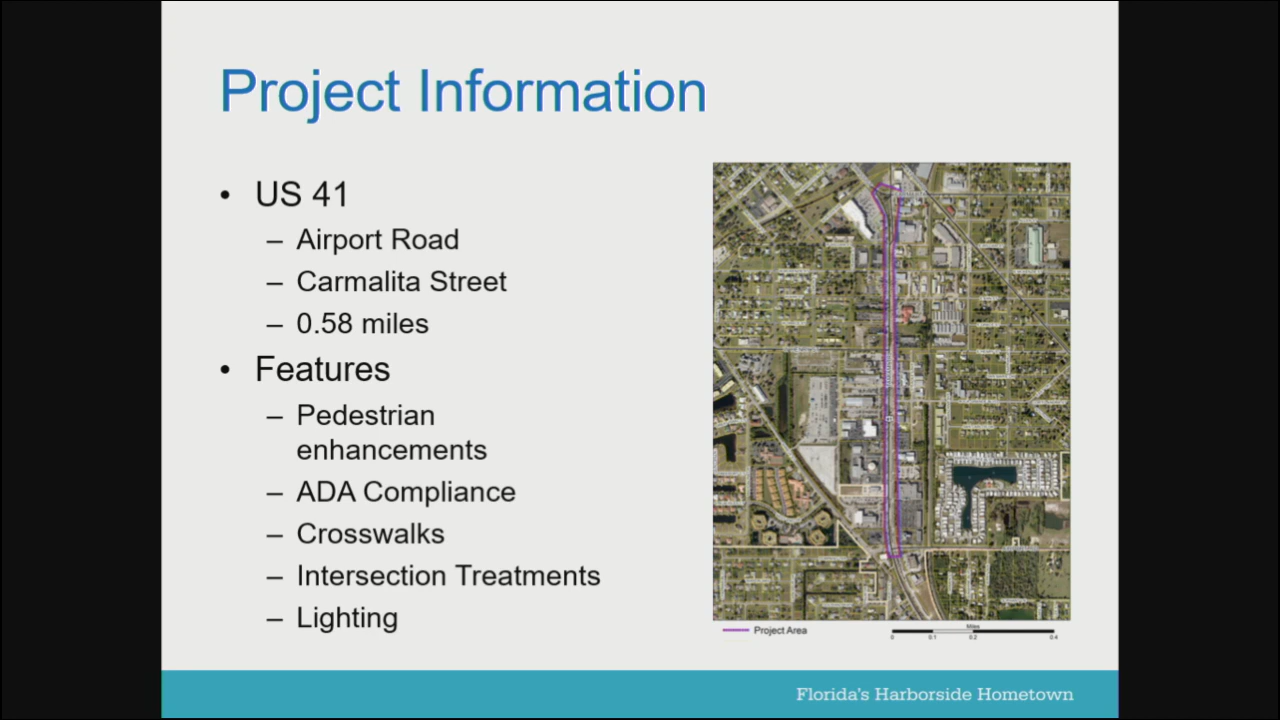 Project Information
• US 41
– Airport Road
– Carmalita Street
– 0.58 miles
• Features
– Pedestrian
enhancements
– ADA Compliance
– Crosswalks
– Intersection Treatments
– Lighting
Project Area
Miles
0 0.1 0.2 0.4
Florida's Harborside Hometown